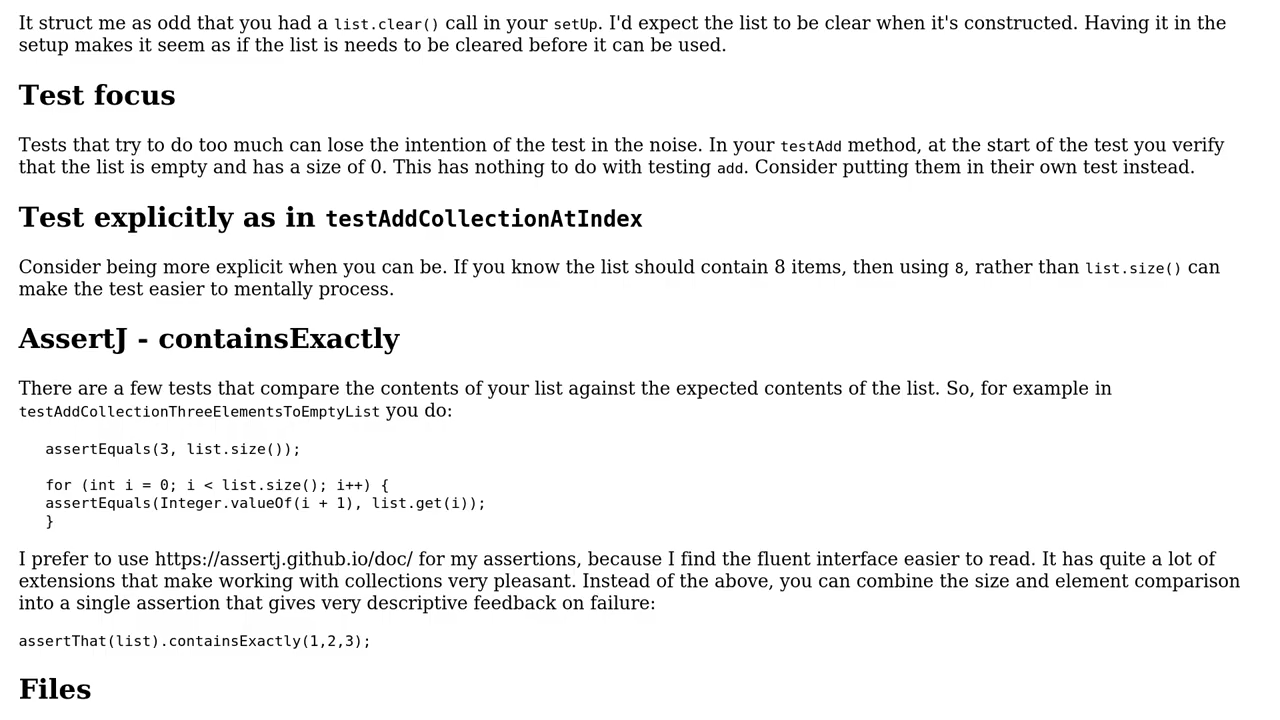 It struct me as odd that you had a list.clear() call in your setUp. I'd expect the list to be clear when it's constructed. Having it in the
setup makes it seem as if the list is needs to be cleared before it can be used.
Test focus
Tests that try to do too much can lose the intention of the test in the noise. In your testAdd method, at the start of the test you verify
that the list is empty and has a size of 0. This has nothing to do with testing add. Consider putting them in their own test instead.
Test explicitly as in testAddCollectionAtIndex
Consider being more explicit when you can be. If you know the list should contain 8 items, then using 8, rather than list.size() can
make the test easier to mentally process.
AssertJ - containsExactly
There are a few tests that compare the contents of your list against the expected contents of the list. So, for example in
testAddCollectionThreeElementsToEmptyList you do:
assertEquals(3, list.size());
for (int i = 0; i < list.size(); i++) {
assertEquals(Integer.valueOf(i + 1), list.get(i));
}
I prefer to use https://assertj.github.io/doc/ for my assertions, because I find the fluent interface easier to read. It has quite a lot of
extensions that make working with collections very pleasant. Instead of the above, you can combine the size and element comparison
into a single assertion that gives very descriptive feedback on failure:
assertThat(list).containsExactly(1,2,3);
Files